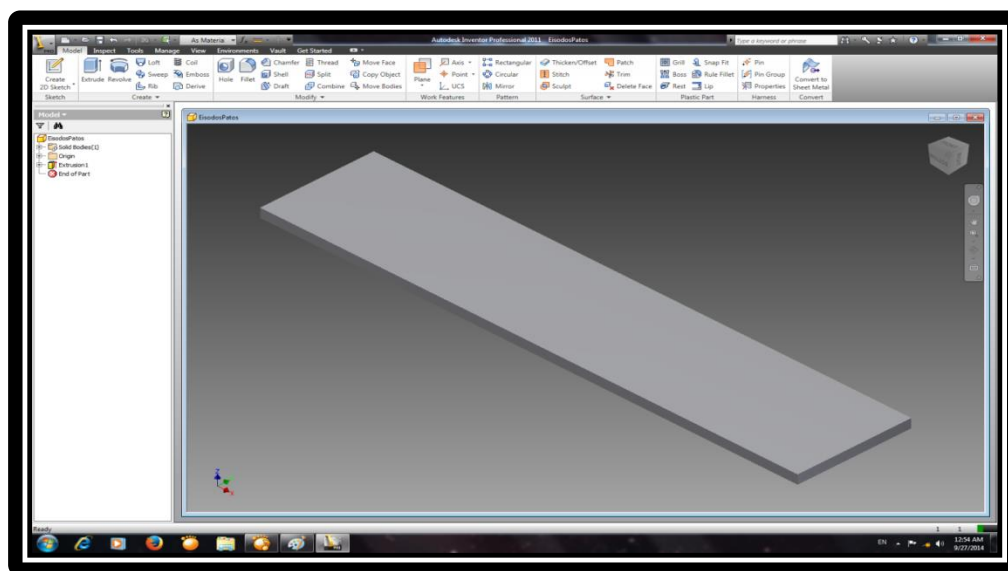 As Material
Autodesk Inventor Professional 2011 EisodosPatos
Type a keyword or phrase
PRO
Model Inspect Tools Manage View Environments Vault Get Started
Loft Coil Chamfer Thread Move Face Axis Rectangular Thicken/Offset Patch Grill Snap Fit Pin
Create 2D Sketch Extrude Revolve Sweep Emboss Hole Fillet Shell Split Copy Object Plane Point Circular Stitch Trim Boss Rule Fillet Pin Group Convert to Sheet Metal
Rib Derive Draft Combine Move Bodies UCS Mirror Sculpt Delete Face Rest Lip Properties
Sketch Create Modify Work Features Pattern Surface Plastic Part Harness Convert
Model
EisodosPatos
Solid Bodies(1)
Origin
Extrusion1
End of Part
EisodosPatos
Z
X
Ready
1 1
EN
12:54 AM
9/27/2014